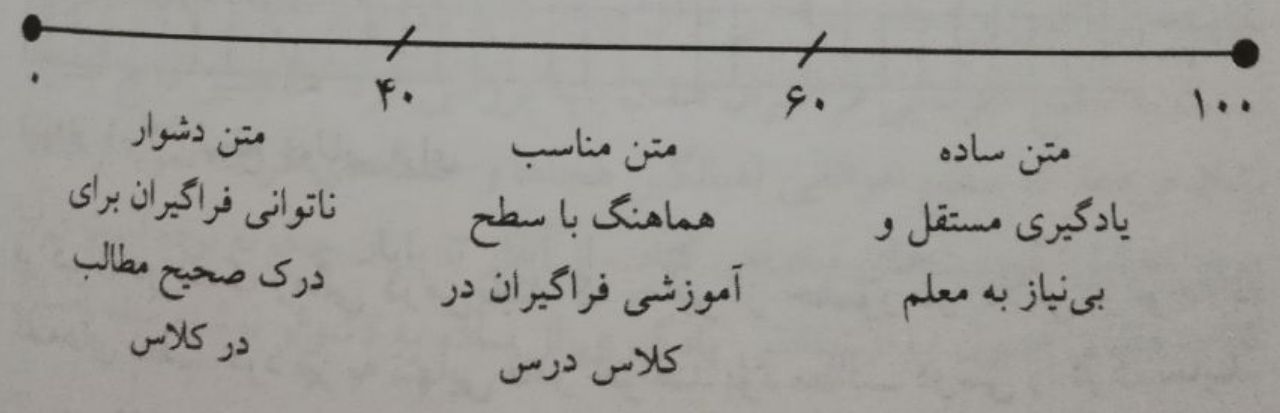 ۰ ۴۰ ۶۰ ۱۰۰
متن دشوار
ناتوانی فراگیران برای
درک صحیح مطالب
در کلاس
متن مناسب
هماهنگ با سطح
آموزشی فراگیران در
کلاس درس
متن ساده
یادگیری مستقل و
بی‌نیاز به معلم